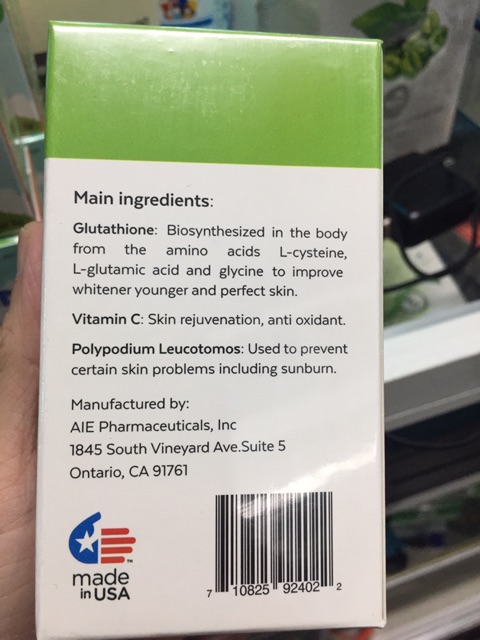 Main ingredients:
Glutathione: Biosynthesized in the body
from the amino acids L-cysteine,
L-glutamic acid and glycine to improve
whitener younger and perfect skin.
Vitamin C: Skin rejuvenation, anti oxidant.
Polypodium Leucotomos: Used to prevent
certain skin problems including sunburn.
Manufactured by:
AIE Pharmaceuticals, Inc
1845 South Vineyard Ave.Suite 5
Ontario, CA 91761
made
in USA
TM
7 10825 92402 2